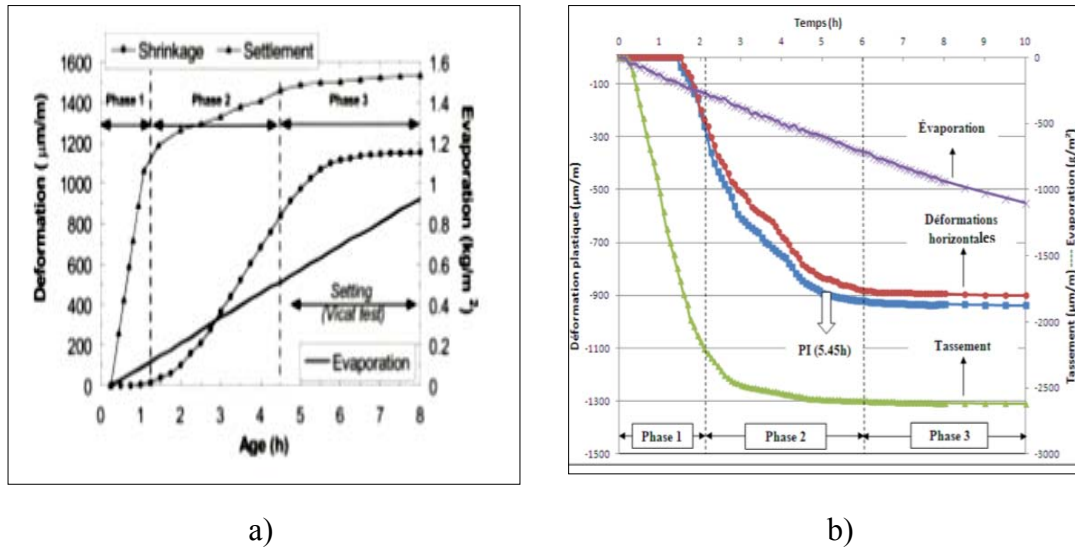 Shrinkage Settlement
1600
1400
1200
1000
800
600
400
200
0
Deformation ( µm/m)
Phase 1 Phase 2 Phase 3
Setting
(Vicat test)
Evaporation
0 1 2 3 4 5 6 7 8
Age (h)
1.6
1.4
1.2
1
0.8
0.6
0.4
0.2
0
Evaporation (kg/m²)
a)
Temps (h)
0 1 2 3 4 5 6 7 8 9 10
-100
-300
-500
-700
-900
-1100
-1300
-1500
Déformation plastique (µm/m)
Évaporation
Déformations
horizontales
PI (5.45h)
Tassement
Phase 1 Phase 2 Phase 3
0
-500
-1000
-1500
-2000
-2500
-3000
Tassement (µm/m) ---- Evaporation (g/m²)
b)